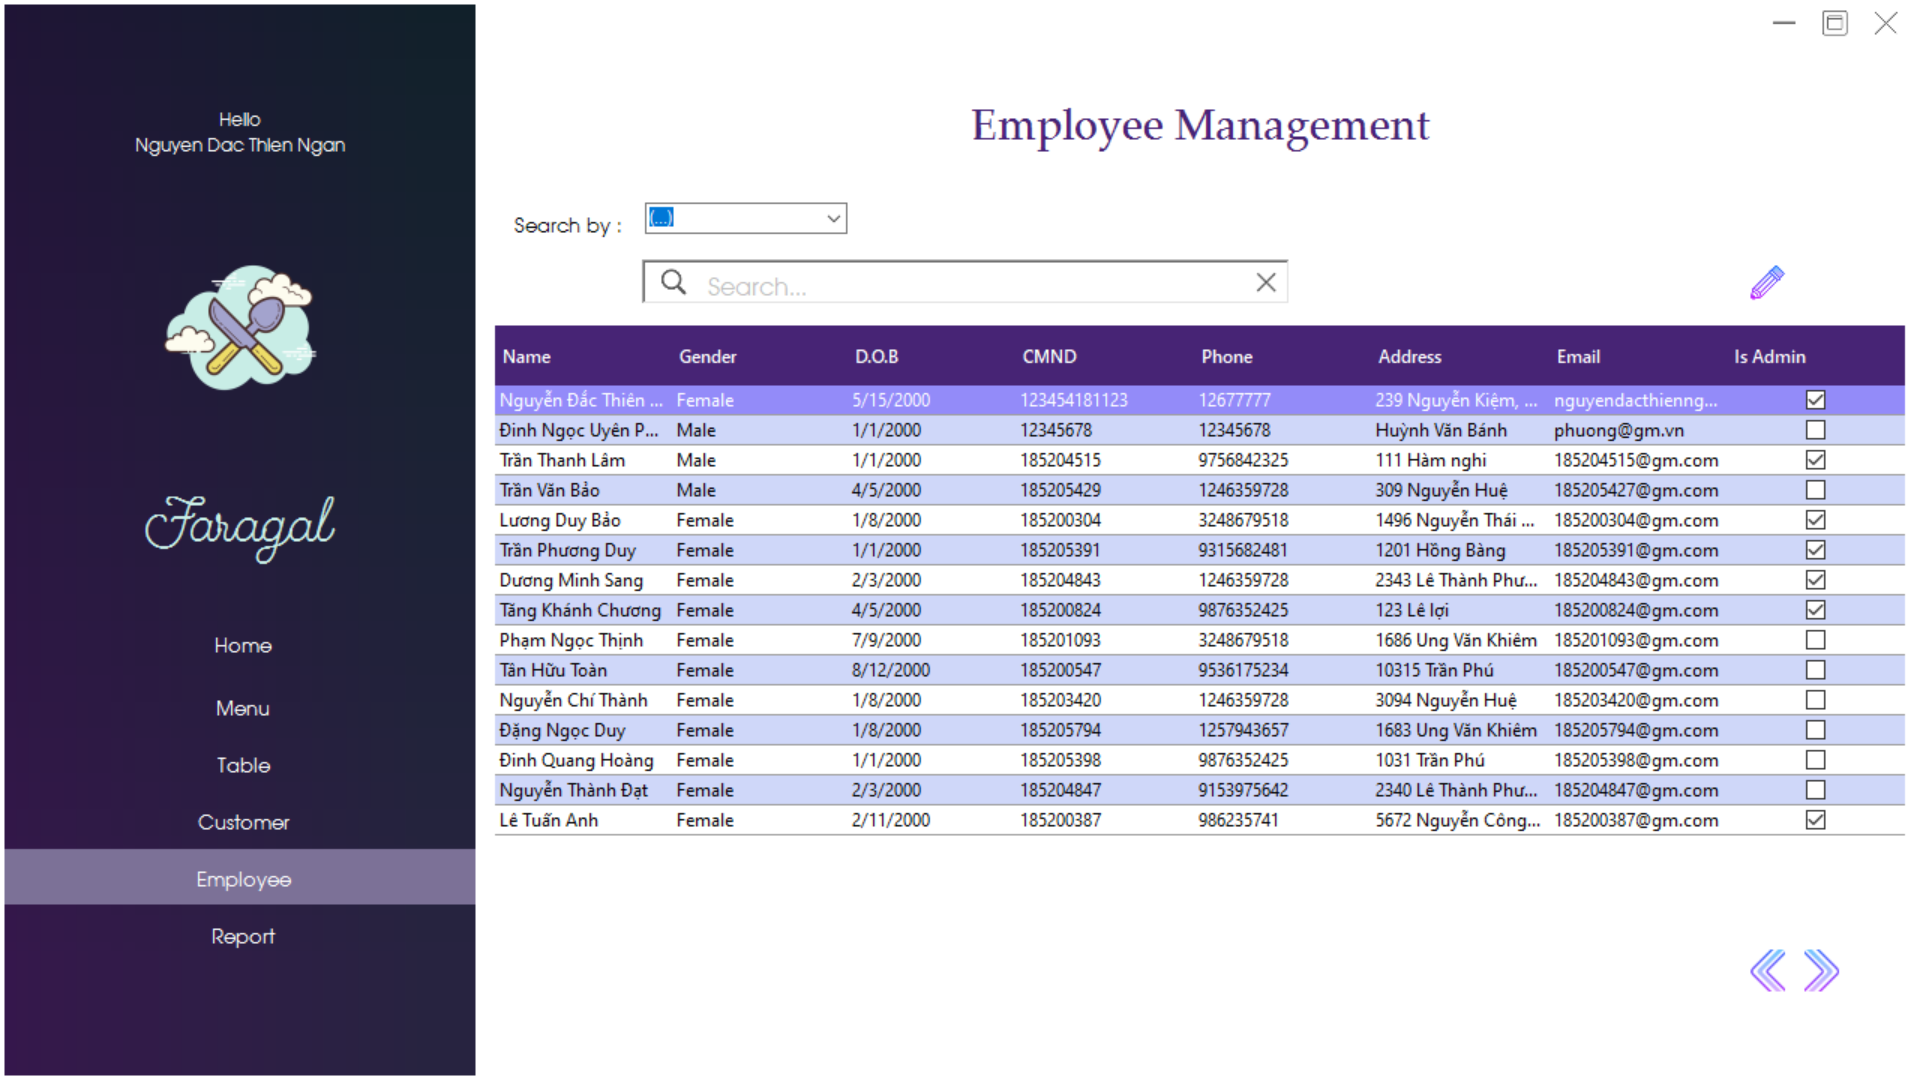 Hello
Nguyen Dac Thien Ngan
Faragal
Home
Menu
Table
Customer
Employee
Report
Employee Management
Search by :
(...)
Search...
Name Gender D.O.B CMND Phone Address Email Is Admin
Nguyễn Đắc Thiên ... Female 5/15/2000 123454181123 12677777 239 Nguyễn Kiệm, ... nguyendacthienng...
Đinh Ngọc Uyên P... Male 1/1/2000 12345678 12345678 Huỳnh Văn Bánh phuong@gm.vn
Trần Thanh Lâm Male 1/1/2000 185204515 9756842325 111 Hàm nghi 185204515@gm.com
Trần Văn Bảo Male 4/5/2000 185205429 1246359728 309 Nguyễn Huệ 185205427@gm.com
Lương Duy Bảo Female 1/8/2000 185200304 3248679518 1496 Nguyễn Thái ... 185200304@gm.com
Trần Phương Duy Female 1/1/2000 185205391 9315682481 1201 Hồng Bàng 185205391@gm.com
Dương Minh Sang Female 2/3/2000 185204843 1246359728 2343 Lê Thành Phư... 185204843@gm.com
Tăng Khánh Chương Female 4/5/2000 185200824 9876352425 123 Lê lợi 185200824@gm.com
Phạm Ngọc Thịnh Female 7/9/2000 185201093 3248679518 1686 Ung Văn Khiêm 185201093@gm.com
Tân Hữu Toàn Female 8/12/2000 185200547 9536175234 10315 Trần Phú 185200547@gm.com
Nguyễn Chí Thành Female 1/8/2000 185203420 1246359728 3094 Nguyễn Huệ 185203420@gm.com
Đặng Ngọc Duy Female 1/8/2000 185205794 1257943657 1683 Ung Văn Khiêm 185205794@gm.com
Đinh Quang Hoàng Female 1/1/2000 185205398 9876352425 1031 Trần Phú 185205398@gm.com
Nguyễn Thành Đạt Female 2/3/2000 185204847 9153975642 2340 Lê Thành Phư... 185204847@gm.com
Lê Tuấn Anh Female 2/11/2000 185200387 986235741 5672 Nguyễn Công... 185200387@gm.com